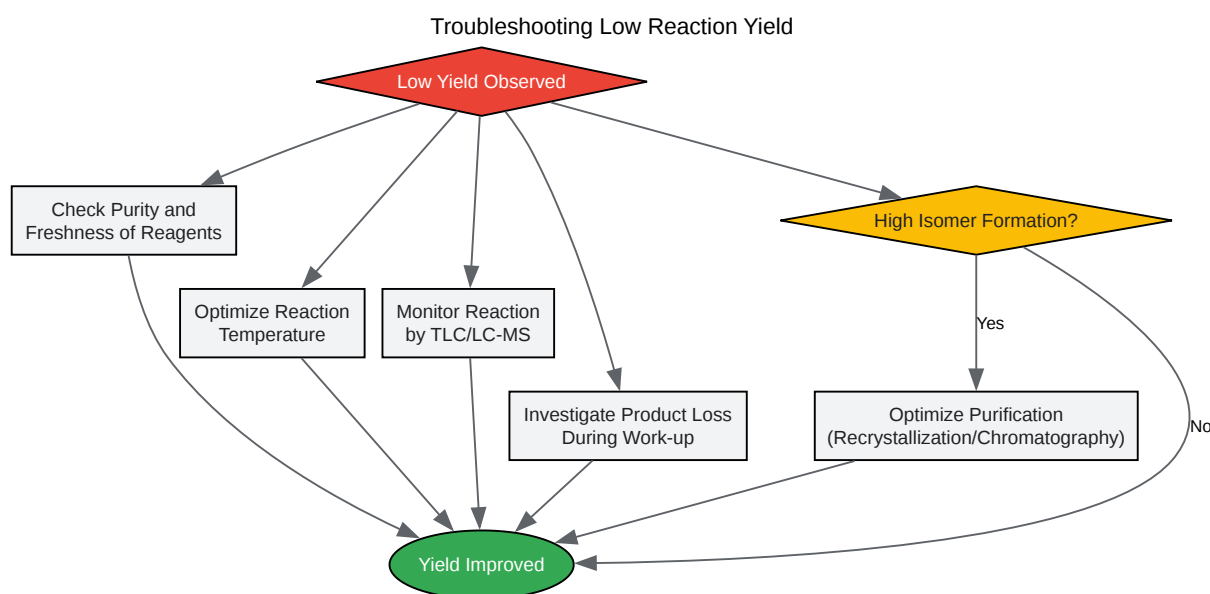 Troubleshooting Low Reaction Yield
Low Yield Observed
Check Purity and
Freshness of Reagents
High Isomer Formation?
Optimize Reaction
Temperature
Monitor Reaction
by TLC/LC-MS
Yes
Investigate Product Loss
During Work-up
Optimize Purification
(Recrystallization/Chromatography)
No
Yield Improved